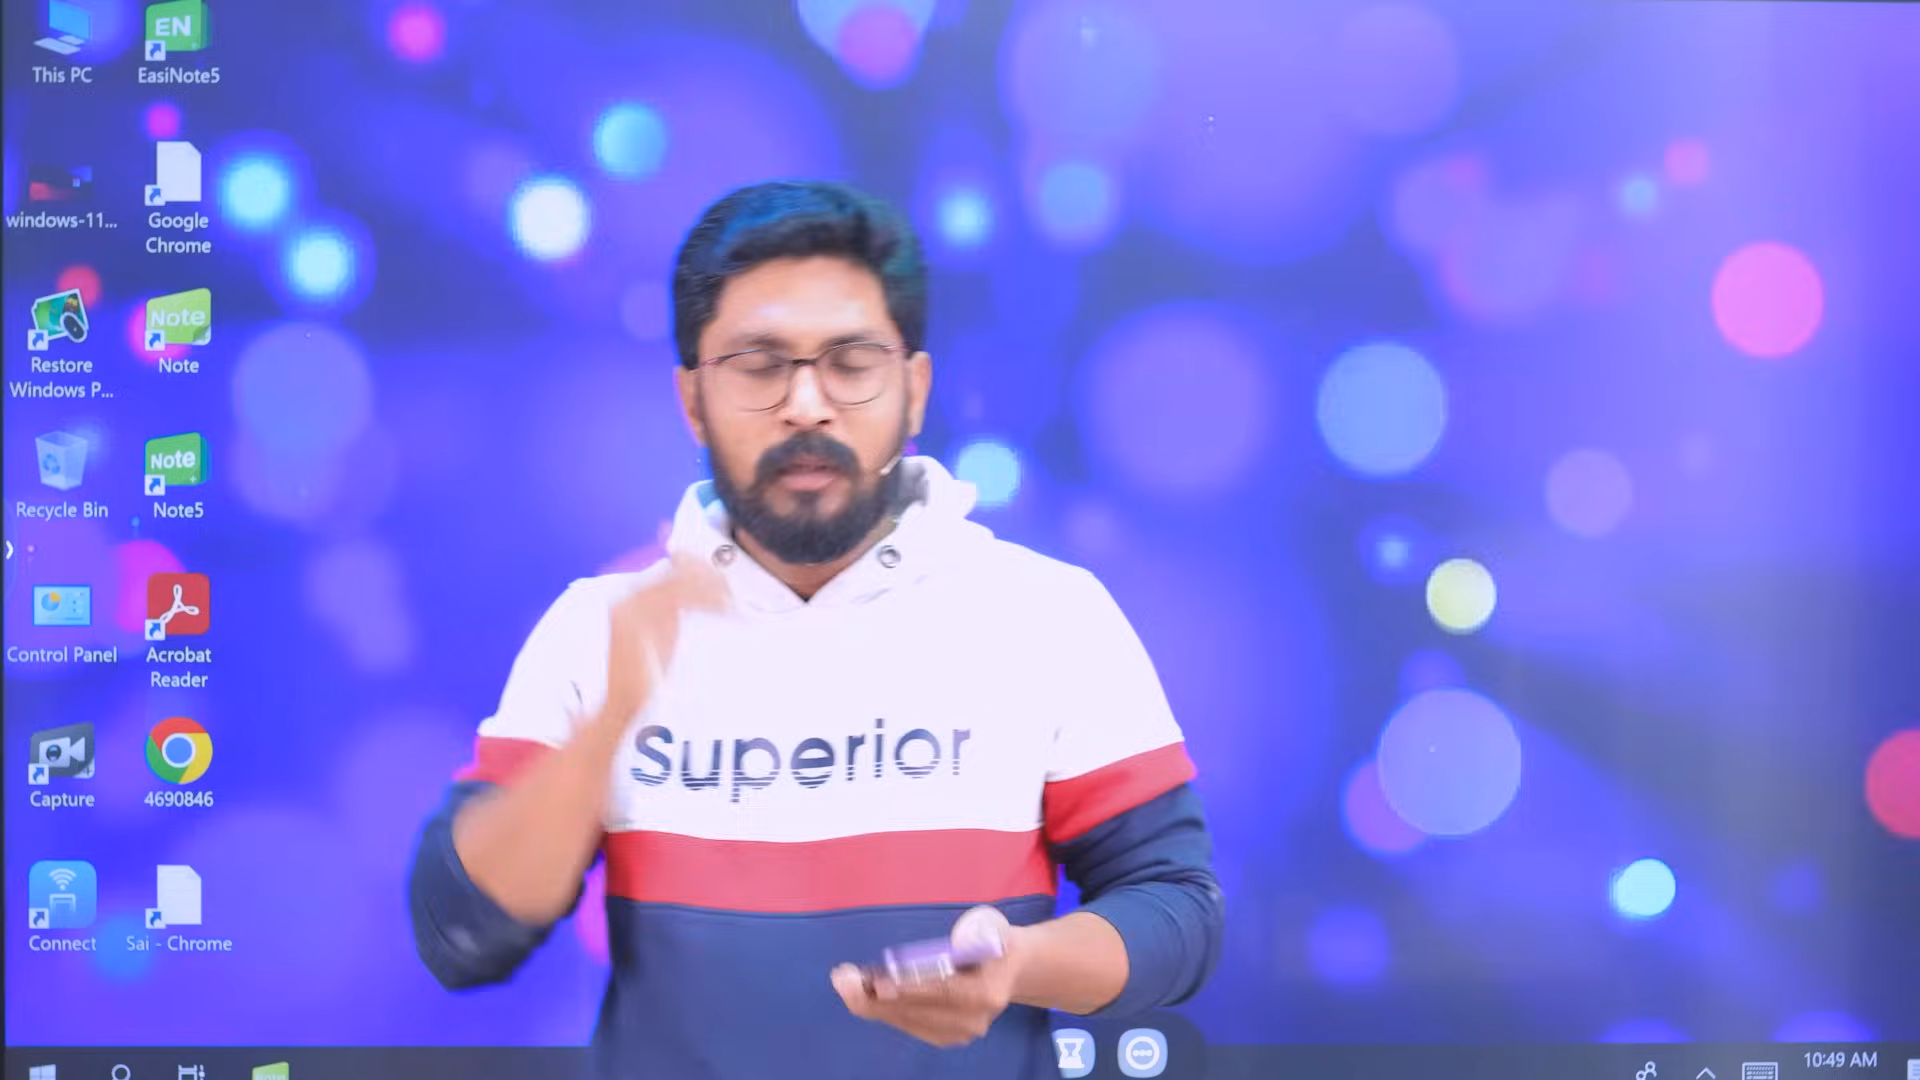 This PC
EN
EasiNote5
windows-11...
Google
Chrome
Restore
Windows P...
Note
Note
Recycle Bin
Note
Note5
Control Panel
Acrobat
Reader
Capture
4690846
Connect
Sai - Chrome
Superior
Note
10:49 AM